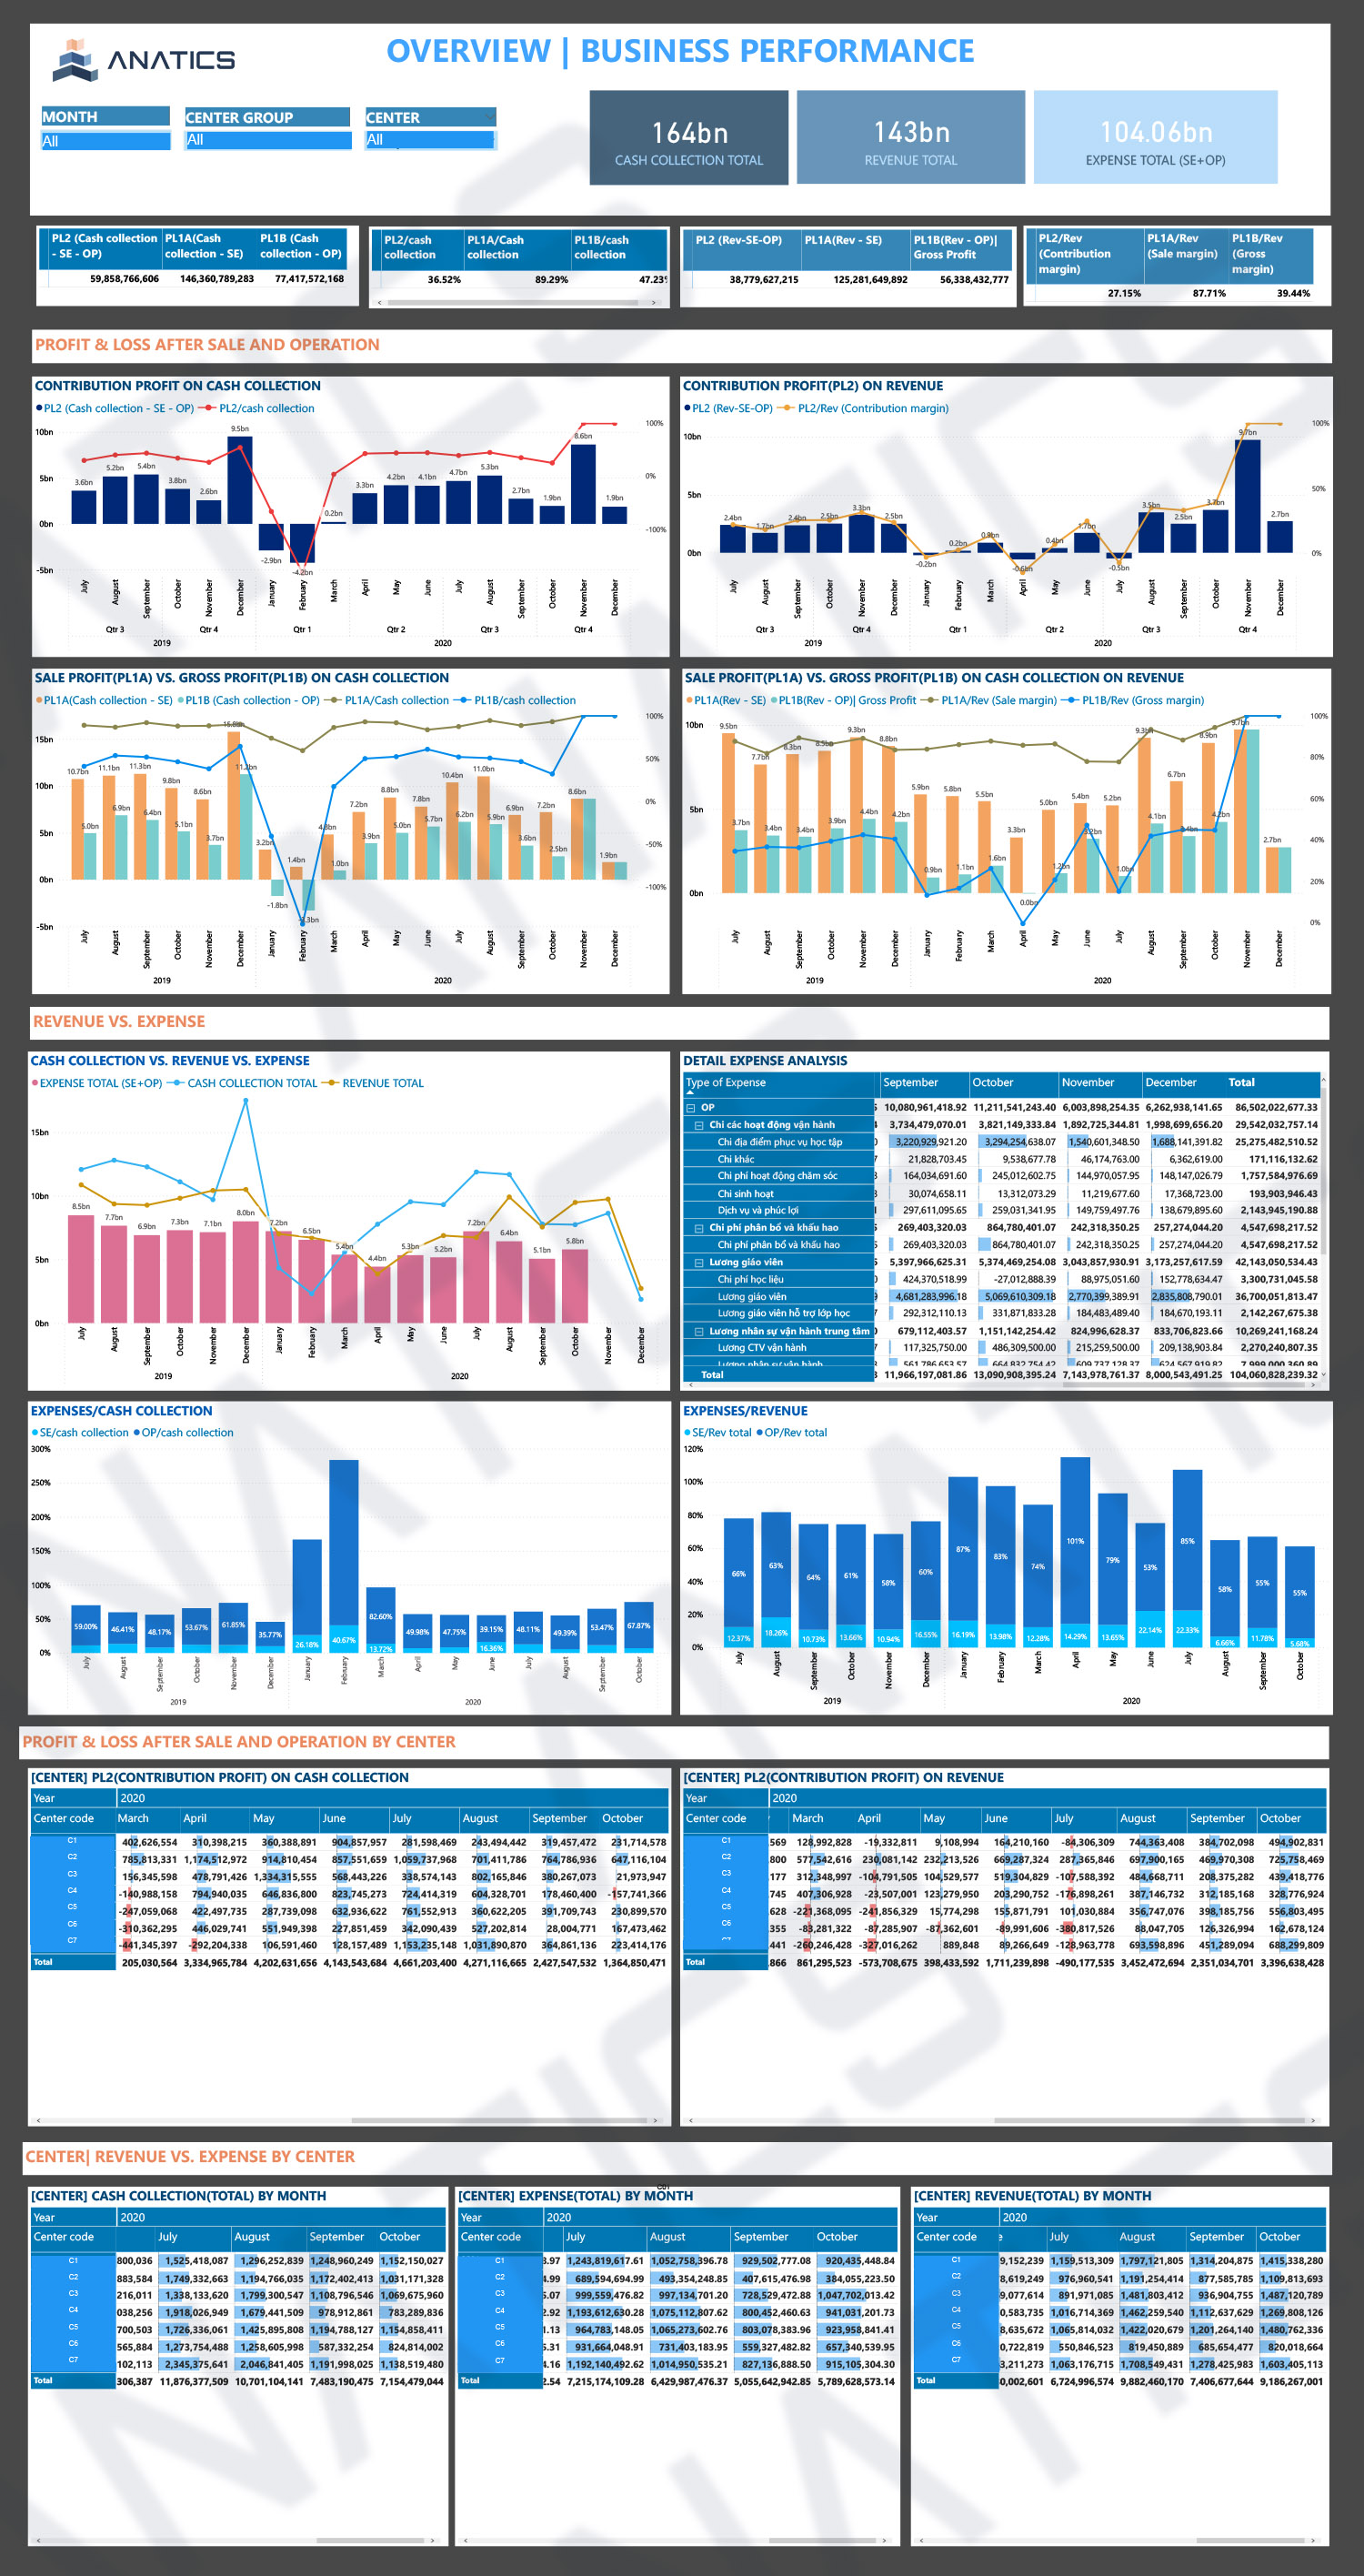 ANATICS
OVERVIEW | BUSINESS PERFORMANCE
MONTH
All
CENTER GROUP
All
CENTER
All
164bn
CASH COLLECTION TOTAL
143bn
REVENUE TOTAL
104.06bn
EXPENSE TOTAL (SE+OP)
PL2 (Cash collection - SE - OP) PL1A(Cash collection - SE) PL1B (Cash collection - OP)
59,858,766,606 146,360,789,283 77,417,572,168
PL2/cash collection PL1A/Cash collection PL1B/cash collection
36.52% 89.29% 47.23%
PL2 (Rev-SE-OP) PL1A(Rev - SE) PL1B(Rev - OP)| Gross Profit
38,779,627,215 125,281,649,892 56,338,432,777
PL2/Rev (Contribution margin) PL1A/Rev (Sale margin) PL1B/Rev (Gross margin)
27.15% 87.71% 39.44%
PROFIT & LOSS AFTER SALE AND OPERATION
CONTRIBUTION PROFIT ON CASH COLLECTION
PL2 (Cash collection - SE - OP) PL2/cash collection
10bn 5bn 0bn -5bn
3.6bn 5.2bn 5.4bn 3.8bn 2.6bn 9.5bn -2.9bn -4.2bn 0.2bn 3.3bn 4.2bn 4.1bn 4.7bn 5.3bn 2.7bn 1.9bn 8.6bn 1.9bn
100% 0% -100%
July August September October November December January February March April May June July August September October November December
Qtr 3 Qtr 4 Qtr 1 Qtr 2 Qtr 3 Qtr 4
2019 2020
CONTRIBUTION PROFIT(PL2) ON REVENUE
PL2 (Rev-SE-OP) PL2/Rev (Contribution margin)
10bn 5bn 0bn
2.4bn 1.7bn 2.4bn 2.5bn 3.3bn 2.5bn -0.2bn 0.2bn 0.9bn -0.6bn 0.4bn 1.7bn -0.5bn 3.5bn 2.5bn 3.7bn 9.7bn 2.7bn
100% 50% 0%
July August September October November December January February March April May June July August September October November December
Qtr 3 Qtr 4 Qtr 1 Qtr 2 Qtr 3 Qtr 4
2019 2020
SALE PROFIT(PL1A) VS. GROSS PROFIT(PL1B) ON CASH COLLECTION
PL1A(Cash collection - SE) PL1B (Cash collection - OP) PL1A/Cash collection PL1B/cash collection
15bn 10bn 5bn 0bn -5bn
10.7bn 11.1bn 11.3bn 9.8bn 8.6bn 15.8bn 3.2bn 1.4bn 4.8bn 7.2bn 8.8bn 7.8bn 10.4bn 11.0bn 6.9bn 7.2bn 8.6bn 1.9bn
5.0bn 6.9bn 6.4bn 5.1bn 3.7bn 11.2bn -1.8bn -3.3bn 1.0bn 3.9bn 5.0bn 5.7bn 6.2bn 5.9bn 3.6bn 2.5bn
100% 50% 0% -50% -100%
July August September October November December January February March April May June July August September October November December
2019 2020
SALE PROFIT(PL1A) VS. GROSS PROFIT(PL1B) ON CASH COLLECTION ON REVENUE
PL1A(Rev - SE) PL1B(Rev - OP)| Gross Profit PL1A/Rev (Sale margin) PL1B/Rev (Gross margin)
10bn 5bn 0bn
9.5bn 7.7bn 8.3bn 8.5bn 9.3bn 8.8bn 5.9bn 5.8bn 5.5bn 3.3bn 5.0bn 5.4bn 5.2bn 9.3bn 6.7bn 8.9bn 9.7bn 2.7bn
3.7bn 3.4bn 3.4bn 3.9bn 4.4bn 4.2bn 0.9bn 1.1bn 1.6bn 0.0bn 1.2bn 3.2bn 1.0bn 4.1bn 3.4bn 4.2bn
100% 80% 60% 40% 20% 0%
July August September October November December January February March April May June July August September October November December
2019 2020
REVENUE VS. EXPENSE
CASH COLLECTION VS. REVENUE VS. EXPENSE
EXPENSE TOTAL (SE+OP) CASH COLLECTION TOTAL REVENUE TOTAL
15bn 10bn 5bn 0bn
8.5bn 7.7bn 6.9bn 7.3bn 7.1bn 8.0bn 7.2bn 6.5bn 5.4bn 4.4bn 5.3bn 5.2bn 7.2bn 6.4bn 5.1bn 5.8bn
July August September October November December January February March April May June July August September October November December
2019 2020
DETAIL EXPENSE ANALYSIS
Type of Expense September October November December Total
OP 10,080,961,418.92 11,211,541,243.40 6,003,898,254.35 6,262,938,141.65 86,502,022,677.33
Chi các hoạt động vận hành 3,734,479,070.01 3,821,149,333.84 1,892,725,344.81 1,998,699,656.20 29,542,032,757.14
Chi địa điểm phục vụ học tập 3,220,929,921.20 3,294,254,638.07 1,540,601,348.50 1,688,141,391.82 25,275,482,510.52
Chi khác 21,828,703.45 9,538,677.78 46,174,763.00 6,362,619.00 171,116,132.62
Chi phí hoạt động chăm sóc 164,034,691.60 245,012,602.75 144,970,057.95 148,147,026.79 1,757,584,976.69
Chi sinh hoạt 30,074,658.11 13,312,073.29 11,219,677.60 17,368,723.00 193,903,946.43
Dịch vụ và phúc lợi 297,611,095.65 259,031,341.95 149,759,497.76 138,679,895.60 2,143,945,190.88
Chi phí phân bổ và khấu hao 269,403,320.03 864,780,401.07 242,318,350.25 257,274,044.20 4,547,698,217.52
Chi phí phân bổ và khấu hao 269,403,320.03 864,780,401.07 242,318,350.25 257,274,044.20 4,547,698,217.52
Lương giáo viên 5,397,966,625.31 5,374,469,254.08 3,043,857,930.91 3,173,257,617.59 42,143,050,534.43
Chi phí học liệu 424,370,518.99 -27,012,888.39 88,975,051.60 152,778,634.47 3,300,731,045.58
Lương giáo viên 4,681,283,996.18 5,069,610,309.18 2,770,399,389.91 2,835,808,790.01 36,700,051,813.47
Lương giáo viên hỗ trợ lớp học 292,312,110.13 331,871,833.28 184,483,489.40 184,670,193.11 2,142,267,675.38
Lương nhân sự vận hành trung tâm 679,112,403.57 1,151,142,254.42 824,996,628.37 833,706,823.66 10,269,241,168.24
Lương CTV vận hành 117,325,750.00 486,309,500.00 215,259,500.00 209,138,903.84 2,270,240,807.35
Lương nhân sự vận hành 561,786,653.57 664,832,754.42 609,737,128.37 624,567,919.82 7,999,000,360.89
Total 11,966,197,081.86 13,090,908,395.24 7,143,978,761.37 8,000,543,491.25 104,060,828,239.32
EXPENSES/CASH COLLECTION
SE/cash collection OP/cash collection
300% 250% 200% 150% 100% 50% 0%
59.00% 46.41% 48.17% 53.67% 61.85% 35.77% 26.18% 40.67% 82.60% 13.72% 49.98% 47.75% 39.15% 16.36% 48.11% 49.39% 53.47% 67.87%
July August September October November December January February March April May June July August September October
2019 2020
EXPENSES/REVENUE
SE/Rev total OP/Rev total
120% 100% 80% 60% 40% 20% 0%
66% 63% 64% 61% 58% 60% 87% 83% 74% 101% 79% 53% 85% 58% 55% 55%
12.37% 18.26% 10.73% 13.66% 10.94% 16.55% 16.19% 13.98% 12.28% 14.29% 13.65% 22.14% 22.33% 6.66% 11.78% 5.68%
July August September October November December January February March April May June July August September October
2019 2020
PROFIT & LOSS AFTER SALE AND OPERATION BY CENTER
[CENTER] PL2(CONTRIBUTION PROFIT) ON CASH COLLECTION
Year 2020
Center code March April May June July August September October
C1 402,626,554 310,398,215 360,388,891 904,857,957 281,598,469 243,494,442 319,457,472 231,714,578
C2 785,813,331 1,174,512,972 914,810,454 857,551,659 1,059,737,968 701,411,786 764,786,936 647,116,104
C3 156,345,598 478,791,426 1,334,315,555 568,443,226 338,574,143 802,165,846 380,267,073 21,973,947
C4 -140,988,158 794,940,035 646,836,800 823,745,273 724,414,319 604,328,701 178,460,400 -157,741,366
C5 -247,059,068 422,497,735 287,739,098 632,936,622 761,552,913 360,622,205 391,709,743 230,899,570
C6 -310,362,295 446,029,741 551,949,398 227,851,459 342,090,439 527,202,814 28,004,771 167,473,462
C7 -441,345,397 -292,204,338 106,591,460 128,157,489 1,153,235,148 1,031,890,870 364,861,136 223,414,176
Total 205,030,564 3,334,965,784 4,202,631,656 4,143,543,684 4,661,203,400 4,271,116,665 2,427,547,532 1,364,850,471
[CENTER] PL2(CONTRIBUTION PROFIT) ON REVENUE
Year 2020
Center code March April May June July August September October
C1 569 128,992,828 -19,332,811 9,108,994 164,210,160 -84,306,309 744,363,408 384,702,098 494,902,831
C2 800 577,542,616 230,081,142 232,213,526 669,287,324 287,365,846 697,900,165 469,970,308 725,758,469
C3 177 312,348,997 -104,791,505 104,529,577 519,304,829 -107,588,392 484,668,711 208,375,282 439,418,776
C4 745 407,306,928 -23,507,001 123,279,950 203,290,752 -176,898,261 387,146,732 312,185,168 328,776,924
C5 628 -221,368,095 -241,856,329 15,774,298 155,871,791 101,030,884 356,747,076 398,185,756 556,803,495
C6 355 -83,281,322 -87,285,907 -87,362,601 -89,991,606 -380,817,526 88,047,705 126,326,994 162,678,124
441 -260,246,428 -327,016,262 889,848 89,266,649 -128,963,778 693,598,896 451,289,094 688,299,809
Total .866 861,295,523 -573,708,675 398,433,592 1,711,239,898 -490,177,535 3,452,472,694 2,351,034,701 3,396,638,428
CENTER| REVENUE VS. EXPENSE BY CENTER
[CENTER] CASH COLLECTION(TOTAL) BY MONTH
Year 2020
Center code July August September October
C1 800,036 1,525,418,087 1,296,252,839 1,248,960,249 1,152,150,027
C2 883,584 1,749,332,663 1,194,766,035 1,172,402,413 1,031,171,328
C3 216,011 1,338,133,620 1,799,300,547 1,108,796,546 1,069,675,960
C4 038,256 1,918,026,949 1,679,441,509 978,912,861 783,289,836
C5 700,503 1,726,336,061 1,425,895,808 1,194,788,127 1,154,858,411
C6 565,884 1,273,754,488 1,258,605,998 587,332,254 824,814,002
C7 102,113 2,345,375,641 2,046,841,405 1,191,998,025 1,138,519,480
Total 306,387 11,876,377,509 10,701,104,141 7,483,190,475 7,154,479,044
[CENTER] EXPENSE(TOTAL) BY MONTH
Year 2020
Center code July August September October
C1 3.97 1,243,819,617.61 1,052,758,396.78 929,502,777.08 920,435,448.84
C2 4.99 689,594,694.99 493,354,248.50 407,615,476.98 384,055,223.50
C3 999,559,476.82 997,134,701.20 728,529,472.88 1,047,702,013.42
C4 2.92 1,193,612,630.28 1,075,112,807.62 800,452,460.63 941,031,201.73
C5 1.13 964,783,148.05 1,065,273,602.76 803,078,383.96 923,958,841.41
C6 5.31 931,664,048.91 731,403,183.95 559,327,482.82 657,340,539.95
C7 4.16 1,192,140,492.62 1,014,950,535.21 827,136,888.50 915,105,304.30
Total 2.54 7,215,174,109.28 6,429,987,476.37 5,055,642,942.85 5,789,628,573.14
[CENTER] REVENUE(TOTAL) BY MONTH
Year 2020
Center code July August September October
C1 9,152,239 1,159,513,309 1,797,121,805 1,314,204,875 1,415,338,280
C2 8,619,249 976,960,541 1,191,254,414 877,585,785 1,109,813,693
C3 9,077,614 891,971,085 1,481,803,412 936,904,755 1,487,120,789
C4 0,583,735 1,016,714,369 1,462,259,540 1,112,637,629 1,269,808,126
C5 8,635,672 1,065,814,032 1,422,020,679 1,201,264,140 1,480,762,336
C6 0,722,819 550,846,523 819,450,889 685,654,477 820,018,664
C7 3,211,273 1,063,176,715 1,708,549,431 1,278,425,983 1,603,405,113
Total 0,002,601 6,724,996,574 9,882,460,170 7,406,677,644 9,186,267,001